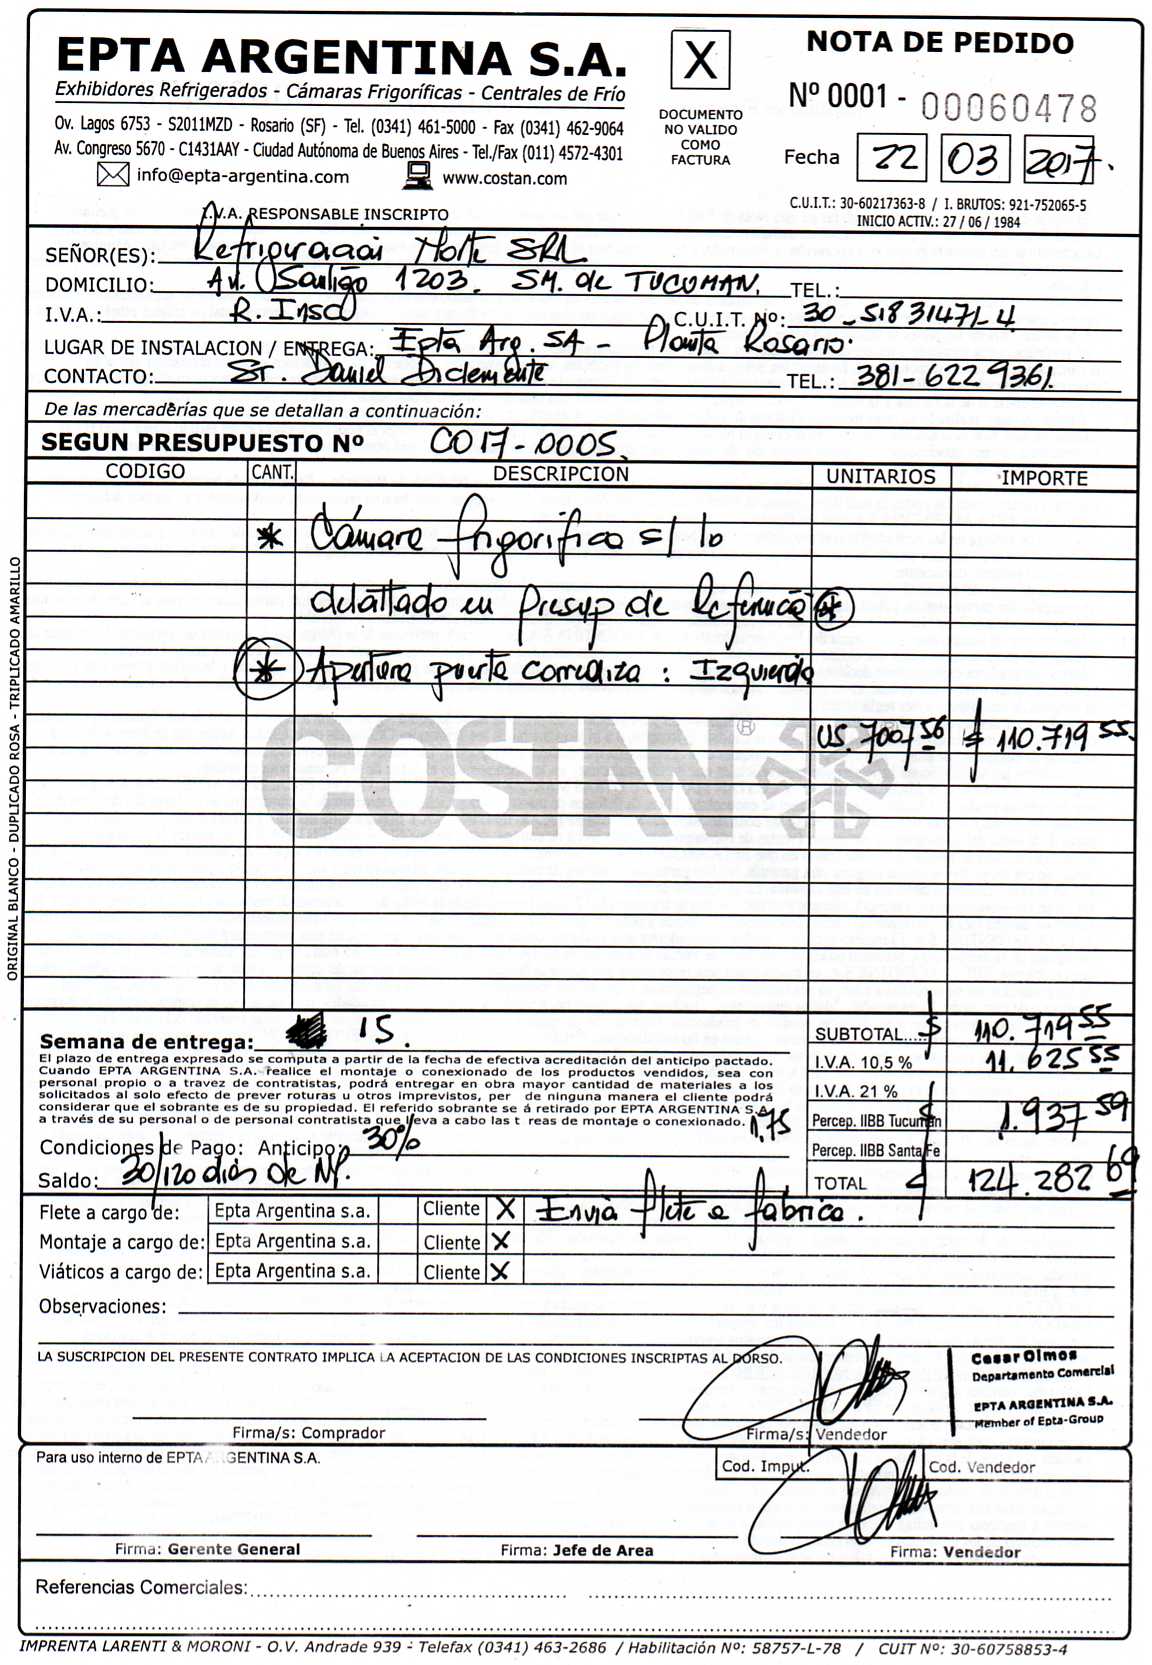 EPTA ARGENTINA S.A.
Exhibidores Refrigerados - Cámaras Frigoríficas - Centrales de Frío
Ov. Lagos 6753 - S2011MZD - Rosario (SF) - Tel. (0341) 461-5000 - Fax (0341) 462-9064
Av. Congreso 5670 - C1431AAY - Ciudad Autónoma de Buenos Aires - Tel./Fax (011) 4572-4301
info@epta-argentina.com www.costan.com
I.V.A. RESPONSABLE INSCRIPTO
X
DOCUMENTO
NO VALIDO
COMO
FACTURA
NOTA DE PEDIDO
Nº 0001 - 00060478
Fecha 22 03 2017.
C.U.I.T.: 30-60217363-8 / I. BRUTOS: 921-752065-5
INICIO ACTIV.: 27 / 06 / 1984
SEÑOR(ES): Refrigeración Norte SRL
DOMICILIO: Av. Santigo 1203. SM. de TUCUMAN. TEL.:
I.V.A.: R. Insc C.U.I.T. Nº: 30-51831471-4
LUGAR DE INSTALACION / ENTREGA: Epta Arg. SA - Planta Rosario.
CONTACTO: Sr. Daniel Diclemente TEL.: 381-6229361.
De las mercaderías que se detallan a continuación:
SEGUN PRESUPUESTO Nº CO17-0005.
CODIGO CANT. DESCRIPCION UNITARIOS IMPORTE
* Cámara frigorifica s/ lo
detattado en Presup de Referencia *
* Apertura puerta corrediza : Izquierda
US. 7007 56 $ 110.719 55.
COSTAN ®
ORIGINAL BLANCO - DUPLICADO ROSA - TRIPLICADO AMARILLO
Semana de entrega: 15.
El plazo de entrega expresado se computa a partir de la fecha de efectiva acreditación del anticipo pactado.
Cuando EPTA ARGENTINA S.A. realice el montaje o conexionado de los productos vendidos, sea con
personal propio o a travez de contratistas, podrá entregar en obra mayor cantidad de materiales a los
solicitados al solo efecto de prever roturas u otros imprevistos, per de ninguna manera el cliente podrá
considerar que el sobrante es de su propiedad. El referido sobrante se á retirado por EPTA ARGENTINA S.A.
a través de su personal o de personal contratista que lleva a cabo las t reas de montaje o conexionado.
Condiciones de Pago: Anticipo: 30%
Saldo: 30/120 dias de NP.
SUBTOTAL..... $ 110.719 55
I.V.A. 10,5 % 11.625 55
I.V.A. 21 %
1,75 Percep. IIBB Tucumán $ 1.937 59
Percep. IIBB Santa Fe
TOTAL $ 124.282 69
Flete a cargo de: Epta Argentina s.a. Cliente X Envia flete a fábrica.
Montaje a cargo de: Epta Argentina s.a. Cliente X
Viáticos a cargo de: Epta Argentina s.a. Cliente X
Observaciones:
LA SUSCRIPCION DEL PRESENTE CONTRATO IMPLICA LA ACEPTACION DE LAS CONDICIONES INSCRIPTAS AL DORSO.
Cesar Olmos
Departamento Comercial
EPTA ARGENTINA S.A.
Member of Epta-Group
Firma/s: Comprador Firma/s: Vendedor
Para uso interno de EPTA ARGENTINA S.A.
Cod. Imput. Cod. Vendedor
Firma: Gerente General Firma: Jefe de Area Firma: Vendedor
Referencias Comerciales:
IMPRENTA LARENTI & MORONI - O.V. Andrade 939 - Telefax (0341) 463-2686 / Habilitación Nº: 58757-L-78 / CUIT Nº: 30-60758853-4